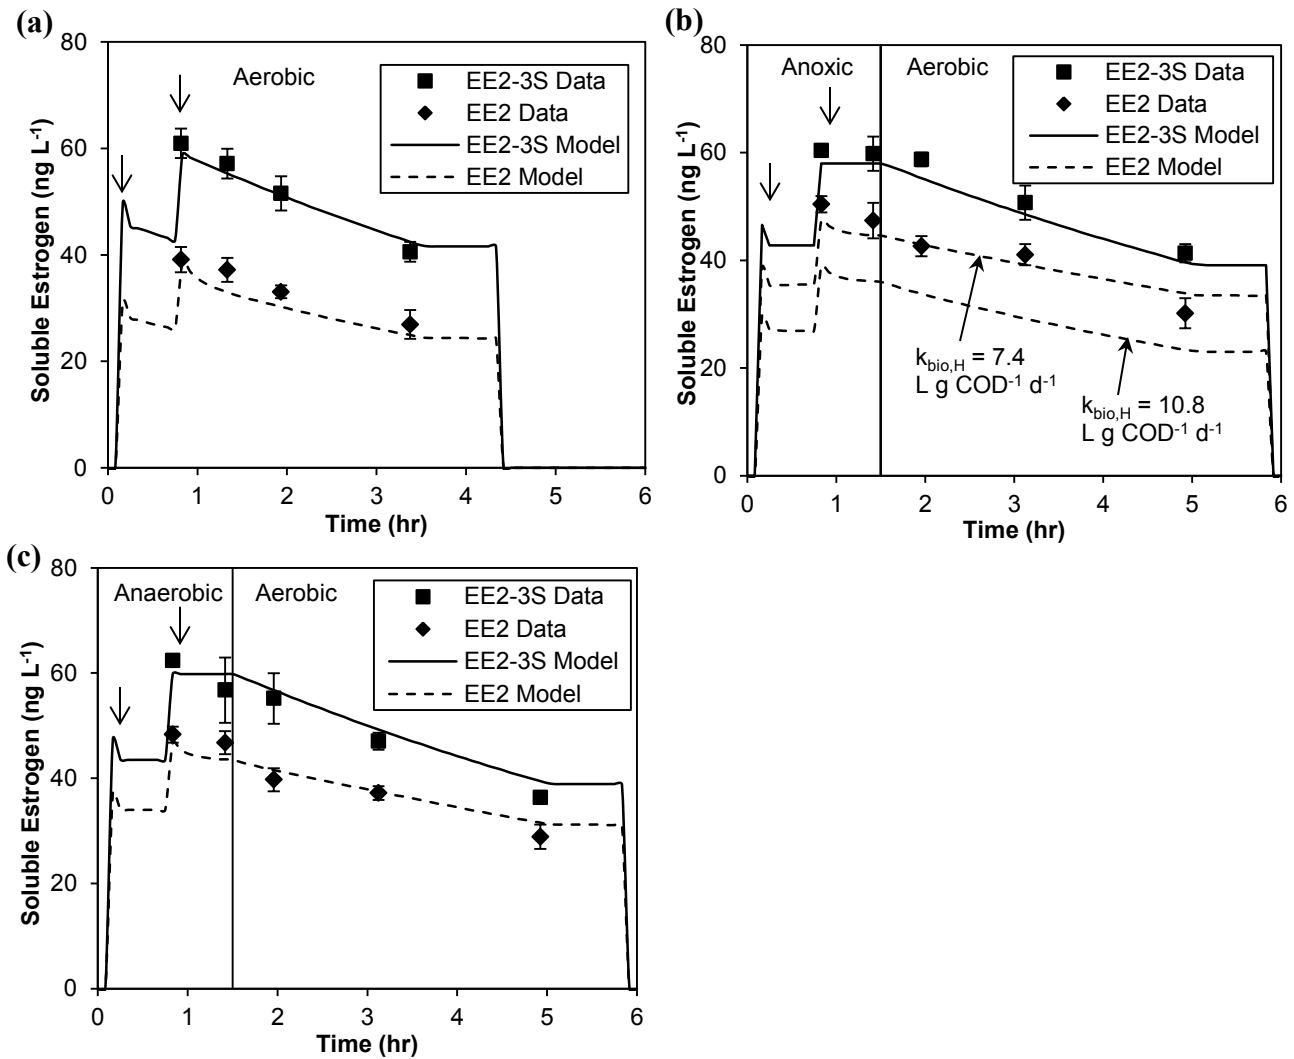 (a)
80
60
40
20
0
0 1 2 3 4 5 6
Soluble Estrogen (ng L⁻¹)
Time (hr)
Aerobic
EE2-3S Data
EE2 Data
EE2-3S Model
EE2 Model
(b)
80
60
40
20
0
0 1 2 3 4 5 6
Soluble Estrogen (ng L⁻¹)
Time (hr)
Anoxic
Aerobic
EE2-3S Data
EE2 Data
EE2-3S Model
EE2 Model
k_bio,H = 7.4
L g COD⁻¹ d⁻¹
k_bio,H = 10.8
L g COD⁻¹ d⁻¹
(c)
80
60
40
20
0
0 1 2 3 4 5 6
Soluble Estrogen (ng L⁻¹)
Time (hr)
Anaerobic
Aerobic
EE2-3S Data
EE2 Data
EE2-3S Model
EE2 Model